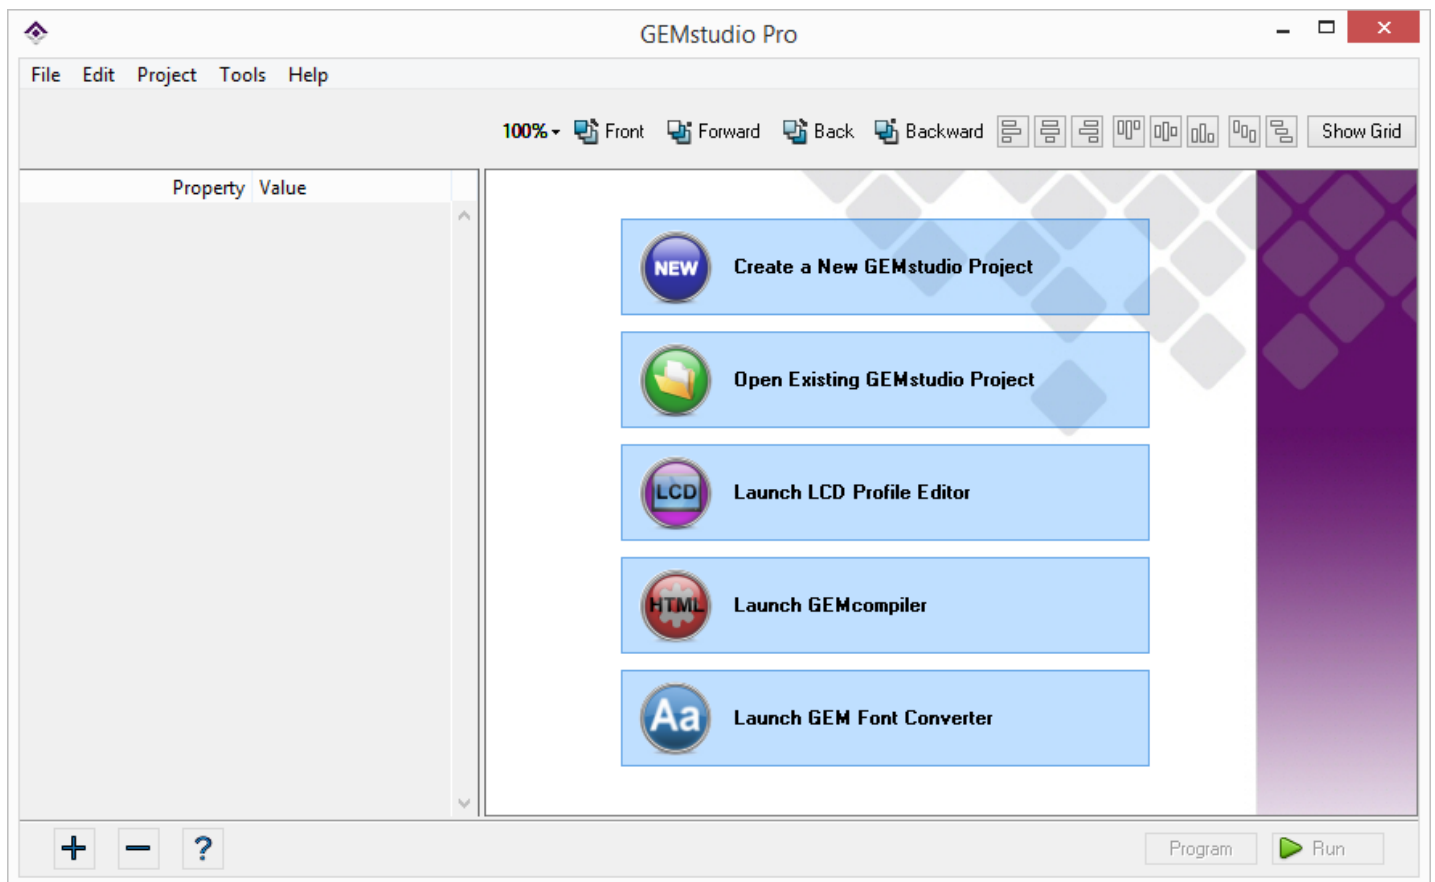 GEMstudio Pro
File Edit Project Tools Help
100% Front Forward Back Backward Show Grid
Property Value
NEW Create a New GEMstudio Project
Open Existing GEMstudio Project
LCD Launch LCD Profile Editor
HTML Launch GEMcompiler
Aa Launch GEM Font Converter
+ − ? Program Run